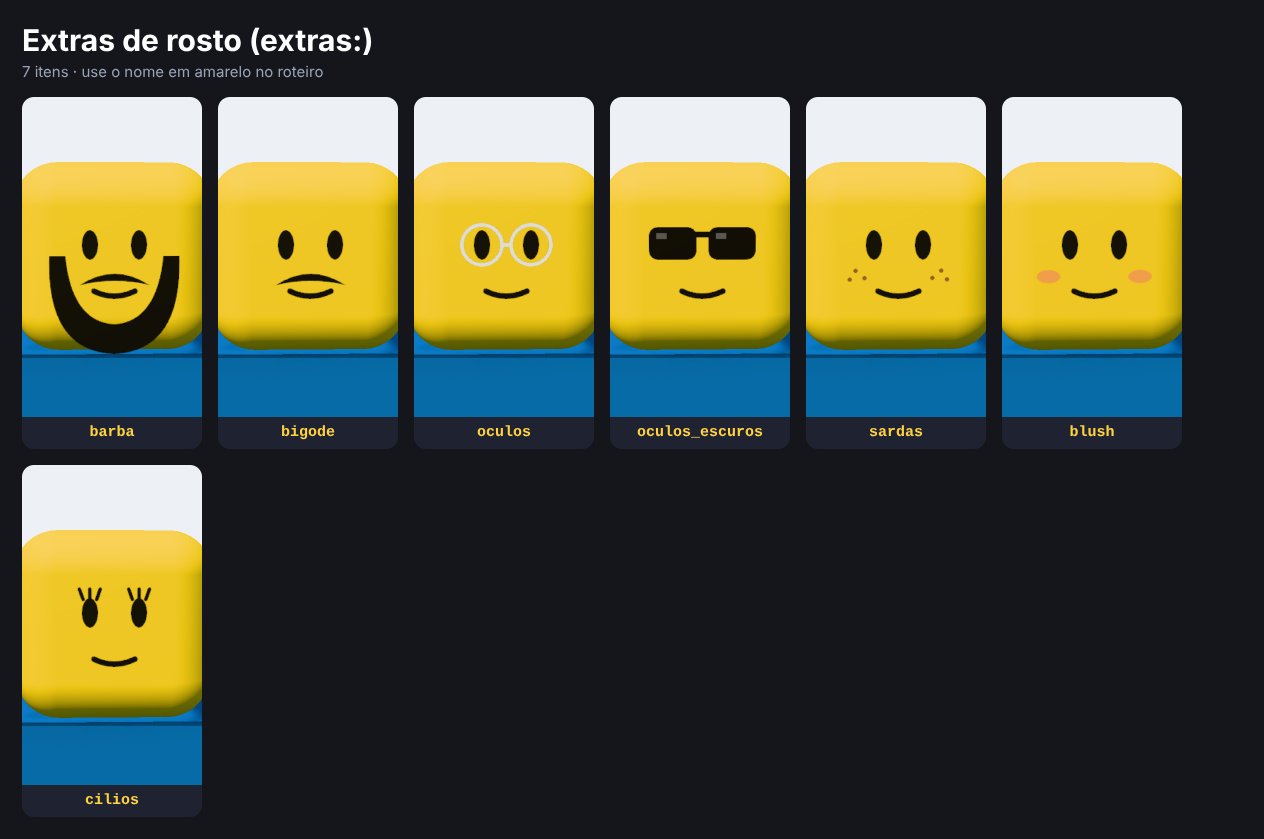 Extras de rosto (extras:)
7 itens · use o nome em amarelo no roteiro
barba
bigode
oculos
oculos_escuros
sardas
blush
cilios